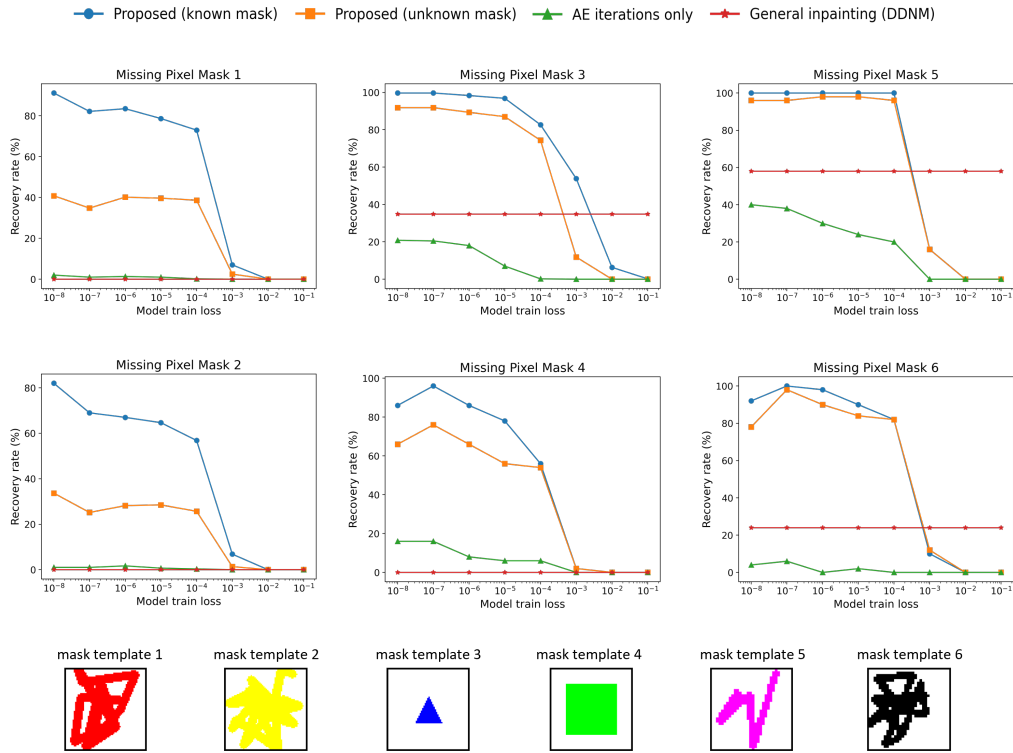 Proposed (known mask) Proposed (unknown mask) AE iterations only General inpainting (DDNM)
Missing Pixel Mask 1
Recovery rate (%)
80
60
40
20
0
10⁻⁸ 10⁻⁷ 10⁻⁶ 10⁻⁵ 10⁻⁴ 10⁻³ 10⁻² 10⁻¹
Model train loss
Missing Pixel Mask 3
Recovery rate (%)
100
80
60
40
20
0
10⁻⁸ 10⁻⁷ 10⁻⁶ 10⁻⁵ 10⁻⁴ 10⁻³ 10⁻² 10⁻¹
Model train loss
Missing Pixel Mask 5
Recovery rate (%)
100
80
60
40
20
0
10⁻⁸ 10⁻⁷ 10⁻⁶ 10⁻⁵ 10⁻⁴ 10⁻³ 10⁻² 10⁻¹
Model train loss
Missing Pixel Mask 2
Recovery rate (%)
80
60
40
20
0
10⁻⁸ 10⁻⁷ 10⁻⁶ 10⁻⁵ 10⁻⁴ 10⁻³ 10⁻² 10⁻¹
Model train loss
Missing Pixel Mask 4
Recovery rate (%)
100
80
60
40
20
0
10⁻⁸ 10⁻⁷ 10⁻⁶ 10⁻⁵ 10⁻⁴ 10⁻³ 10⁻² 10⁻¹
Model train loss
Missing Pixel Mask 6
Recovery rate (%)
100
80
60
40
20
0
10⁻⁸ 10⁻⁷ 10⁻⁶ 10⁻⁵ 10⁻⁴ 10⁻³ 10⁻² 10⁻¹
Model train loss
mask template 1 mask template 2 mask template 3 mask template 4 mask template 5 mask template 6